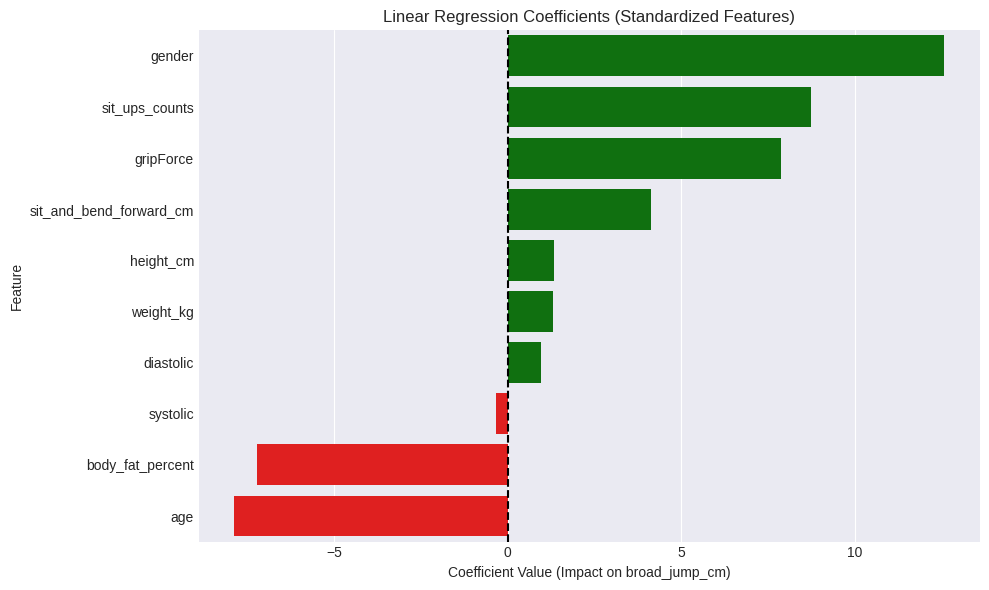 Linear Regression Coefficients (Standardized Features)
gender
sit_ups_counts
gripForce
sit_and_bend_forward_cm
height_cm
weight_kg
diastolic
systolic
body_fat_percent
age
Feature
−5
0
5
10
Coefficient Value (Impact on broad_jump_cm)